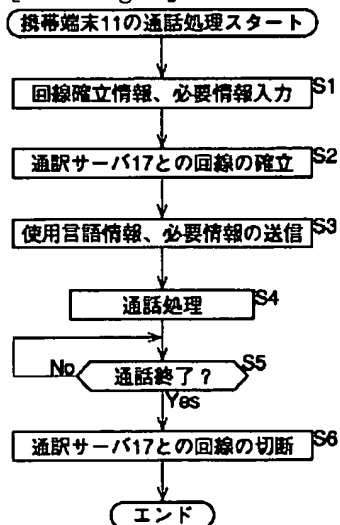 携帯端末11の通話処理スタート
回線確立情報、必要情報入力 S1
通訳サーバ17との回線の確立 S2
使用言語情報、必要情報の送信 S3
通話処理 S4
No 通話終了? S5
Yes
通訳サーバ17との回線の切断 S6
エンド